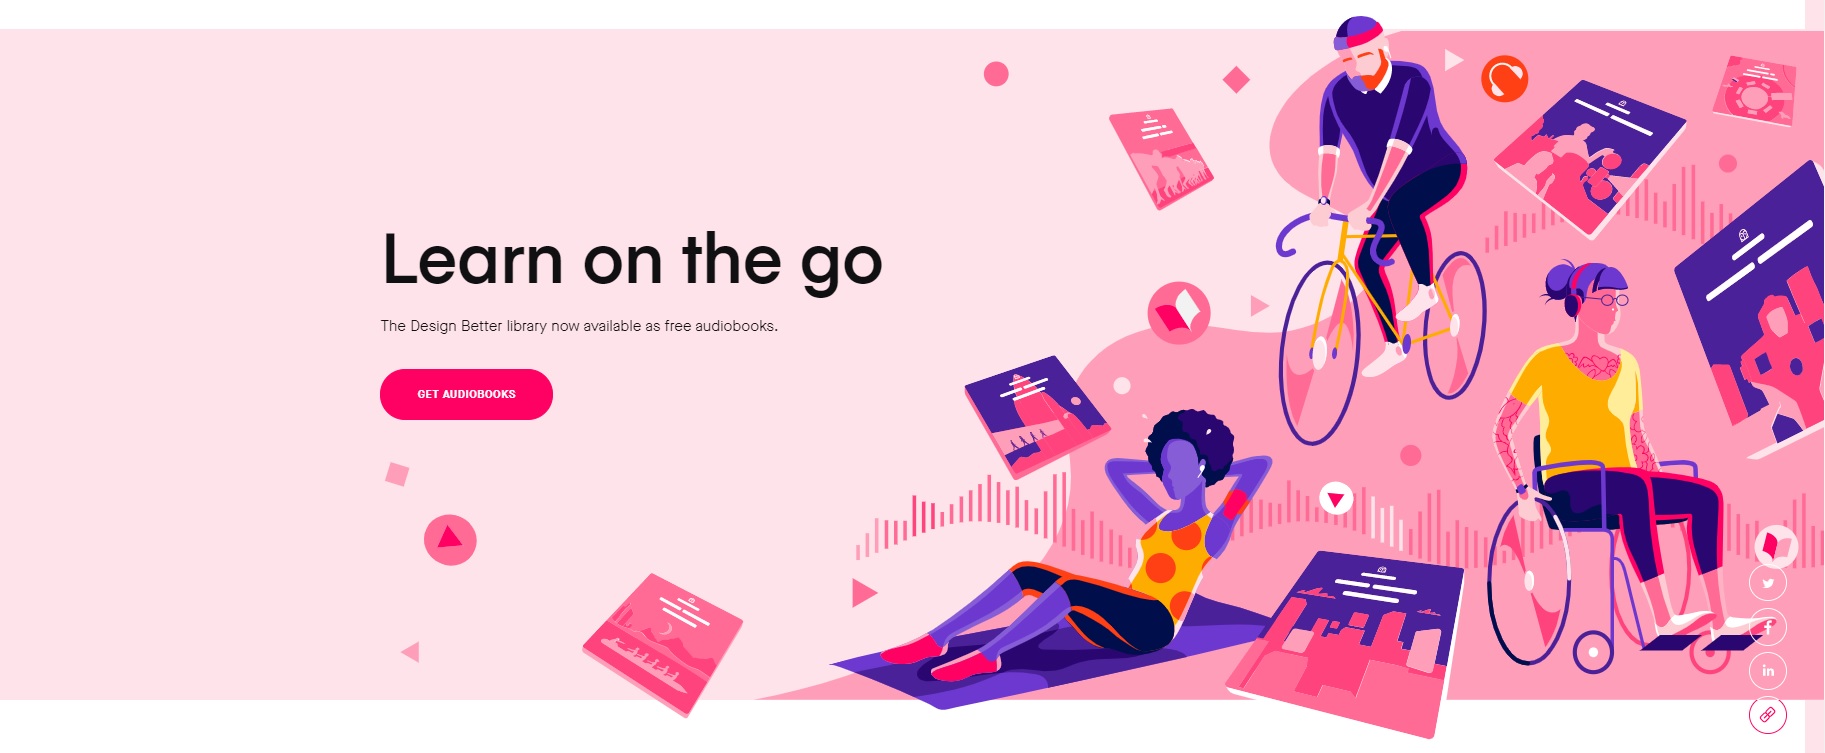 Learn on the go
The Design Better library now available as free audiobooks.
GET AUDIOBOOKS